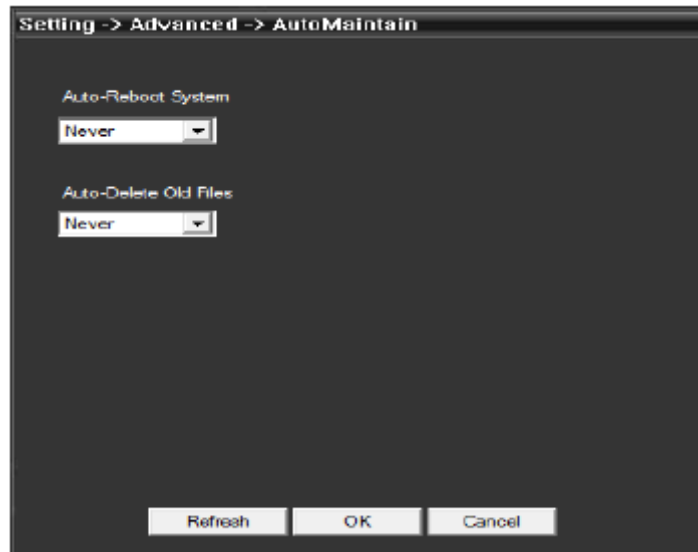 Setting -> Advanced -> AutoMaintain
Auto-Reboot System
Never
Auto-Delete Old Files
Never
Refresh OK Cancel